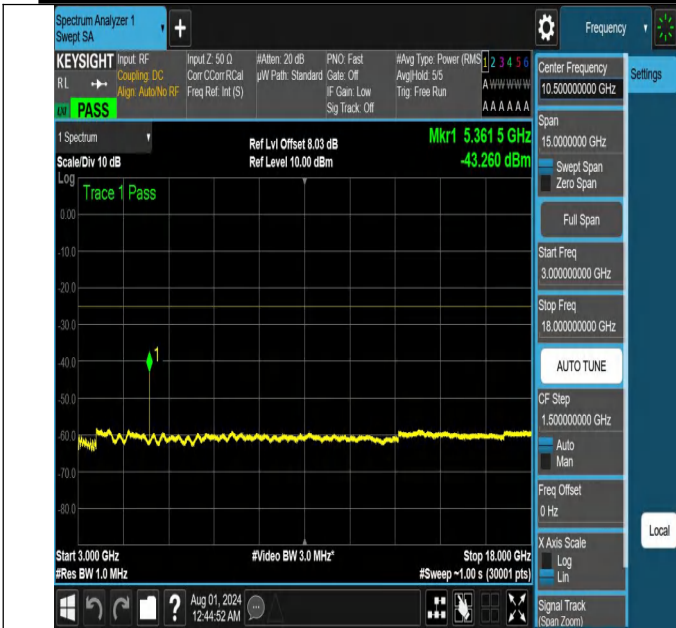 Spectrum Analyzer 1
Swept SA
+
Frequency
KEYSIGHT
RL
PASS
Input: RF
Coupling: DC
Align: Auto/No RF
Input Z: 50 Ω
Corr CCorr RCal
Freq Ref: Int (S)
#Atten: 20 dB
µW Path: Standard
PNO: Fast
Gate: Off
IF Gain: Low
Sig Track: Off
#Avg Type: Power (RMS
Avg|Hold: 5/5
Trig: Free Run
1 2 3 4 5 6
A W W W W W
A A A A A A
1 Spectrum
Scale/Div 10 dB
Ref Lvl Offset 8.03 dB
Ref Level 10.00 dBm
Mkr1 5.361 5 GHz
-43.260 dBm
Log
Trace 1 Pass
0.00
-10.0
-20.0
-30.0
-40.0
-50.0
-60.0
-70.0
-80.0
1
Start 3.000 GHz
#Res BW 1.0 MHz
#Video BW 3.0 MHz*
Stop 18.000 GHz
#Sweep ~1.00 s (30001 pts)
?
Aug 01, 2024
12:44:52 AM
Center Frequency
10.500000000 GHz
Settings
Span
15.0000000 GHz
Swept Span
Zero Span
Full Span
Start Freq
3.000000000 GHz
Stop Freq
18.000000000 GHz
AUTO TUNE
CF Step
1.500000000 GHz
Auto
Man
Freq Offset
0 Hz
Local
X Axis Scale
Log
Lin
Signal Track
(Span Zoom)